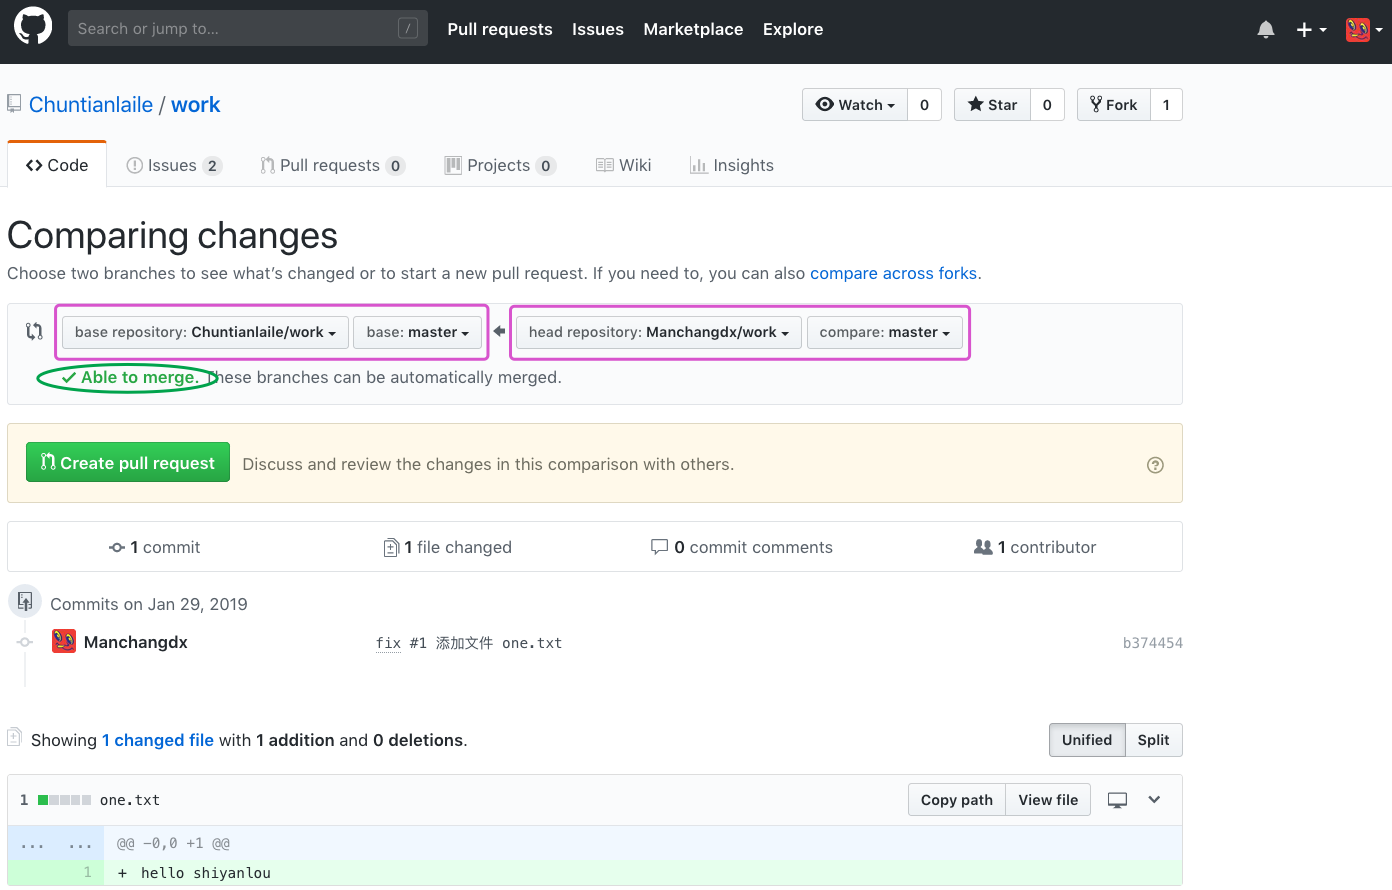 Search or jump to... / Pull requests Issues Marketplace Explore
Chuntianlaile / work Watch 0 Star 0 Fork 1
Code Issues 2 Pull requests 0 Projects 0 Wiki Insights
Comparing changes
Choose two branches to see what's changed or to start a new pull request. If you need to, you can also compare across forks.
base repository: Chuntianlaile/work base: master head repository: Manchangdx/work compare: master
Able to merge. These branches can be automatically merged.
Create pull request Discuss and review the changes in this comparison with others.
1 commit 1 file changed 0 commit comments 1 contributor
Commits on Jan 29, 2019
Manchangdx fix #1 添加文件 one.txt b374454
Showing 1 changed file with 1 addition and 0 deletions. Unified Split
1 one.txt Copy path View file
... ... @@ -0,0 +1 @@
1 + hello shiyanlou